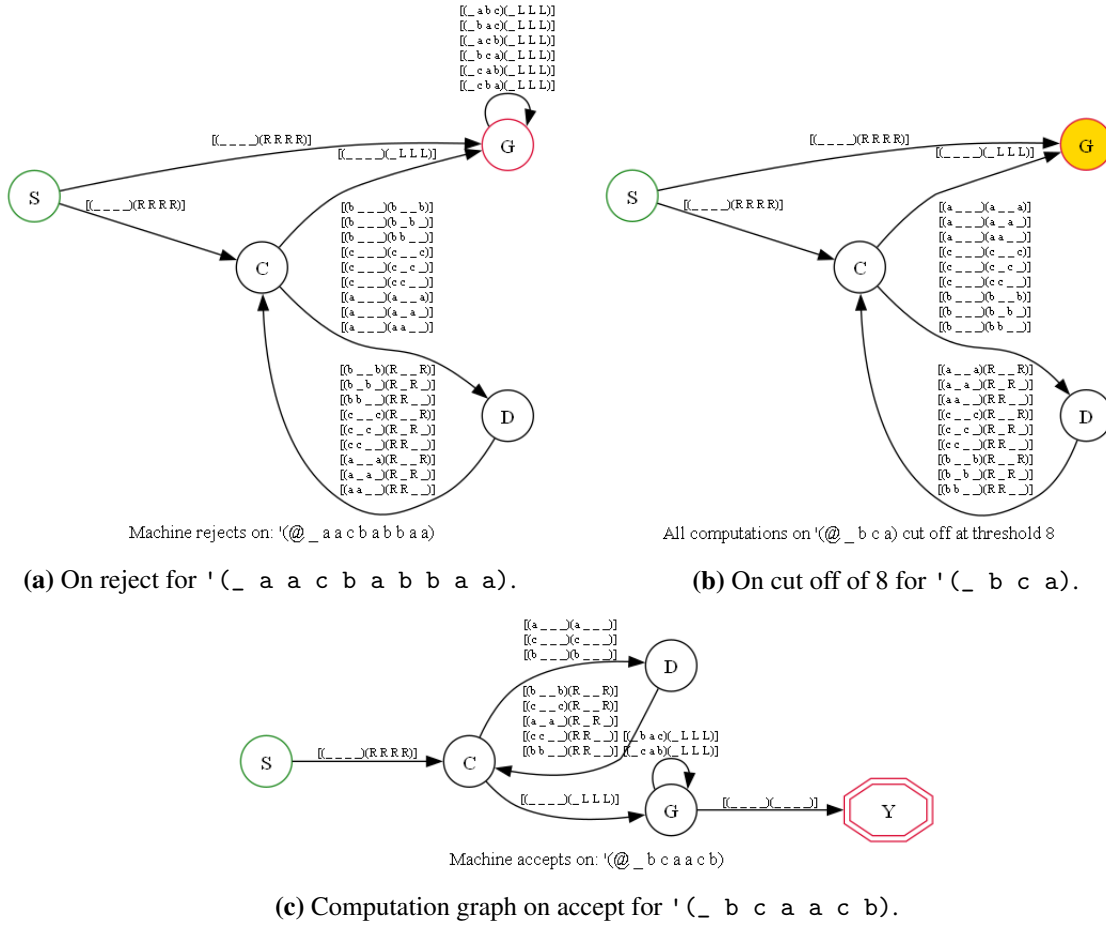 [(_ a b c)(_ L L L)]
[(_ b a c)(_ L L L)]
[(_ a c b)(_ L L L)]
[(_ b c a)(_ L L L)]
[(_ c a b)(_ L L L)]
[(_ c b a)(_ L L L)]
[(_ _ _ _)(R R R R)]
G
[(_ _ _ _)(_ L L L)]
S
[(_ _ _ _)(R R R R)]
C
[(b _ _ _)(b _ _ b)]
[(b _ _ _)(b _ b _)]
[(b _ _ _)(b b _ _)]
[(c _ _ _)(c _ _ c)]
[(c _ _ _)(c _ c _)]
[(c _ _ _)(c c _ _)]
[(a _ _ _)(a _ _ a)]
[(a _ _ _)(a _ a _)]
[(a _ _ _)(a a _ _)]
[(b _ _ b)(R _ _ R)]
[(b _ b _)(R _ R _)]
[(b b _ _)(R R _ _)]
[(c _ _ c)(R _ _ R)]
[(c _ c _)(R _ R _)]
[(c c _ _)(R R _ _)]
[(a _ _ a)(R _ _ R)]
[(a _ a _)(R _ R _)]
[(a a _ _)(R R _ _)]
D
Machine rejects on: '(@ _ a a c b a b b a a)
(a) On reject for '(_ a a c b a b b a a).
[(_ _ _ _)(R R R R)]
G
[(_ _ _ _)(_ L L L)]
S
[(_ _ _ _)(R R R R)]
C
[(a _ _ _)(a _ _ a)]
[(a _ _ _)(a _ a _)]
[(a _ _ _)(a a _ _)]
[(c _ _ _)(c _ _ c)]
[(c _ _ _)(c _ c _)]
[(c _ _ _)(c c _ _)]
[(b _ _ _)(b _ _ b)]
[(b _ _ _)(b _ b _)]
[(b _ _ _)(b b _ _)]
[(a _ _ a)(R _ _ R)]
[(a _ a _)(R _ R _)]
[(a a _ _)(R R _ _)]
[(c _ _ c)(R _ _ R)]
[(c _ c _)(R _ R _)]
[(c c _ _)(R R _ _)]
[(b _ _ b)(R _ _ R)]
[(b _ b _)(R _ R _)]
[(b b _ _)(R R _ _)]
D
All computations on '(@ _ b c a) cut off at threshold 8
(b) On cut off of 8 for '(_ b c a).
[(a _ _ _)(a _ _ _)]
[(c _ _ _)(c _ _ _)]
[(b _ _ _)(b _ _ _)]
D
[(b _ _ b)(R _ _ R)]
[(c _ _ c)(R _ _ R)]
[(a _ a _)(R _ R _)]
[(c c _ _)(R R _ _)]
[(b b _ _)(R R _ _)]
[(_ b a c)(_ L L L)]
[(_ c a b)(_ L L L)]
S
[(_ _ _ _)(R R R R)]
C
[(_ _ _ _)(_ L L L)]
G
[(_ _ _ _)(_ _ _ _)]
Y
Machine accepts on: '(@ _ b c a a c b)
(c) Computation graph on accept for '(_ b c a a c b).